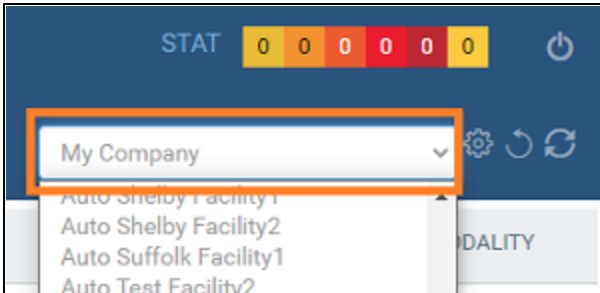 STAT 0 0 0 0 0 0
My Company
Auto Shelby Facility1
Auto Shelby Facility2
Auto Suffolk Facility1
DALITY
Auto Test Facility2